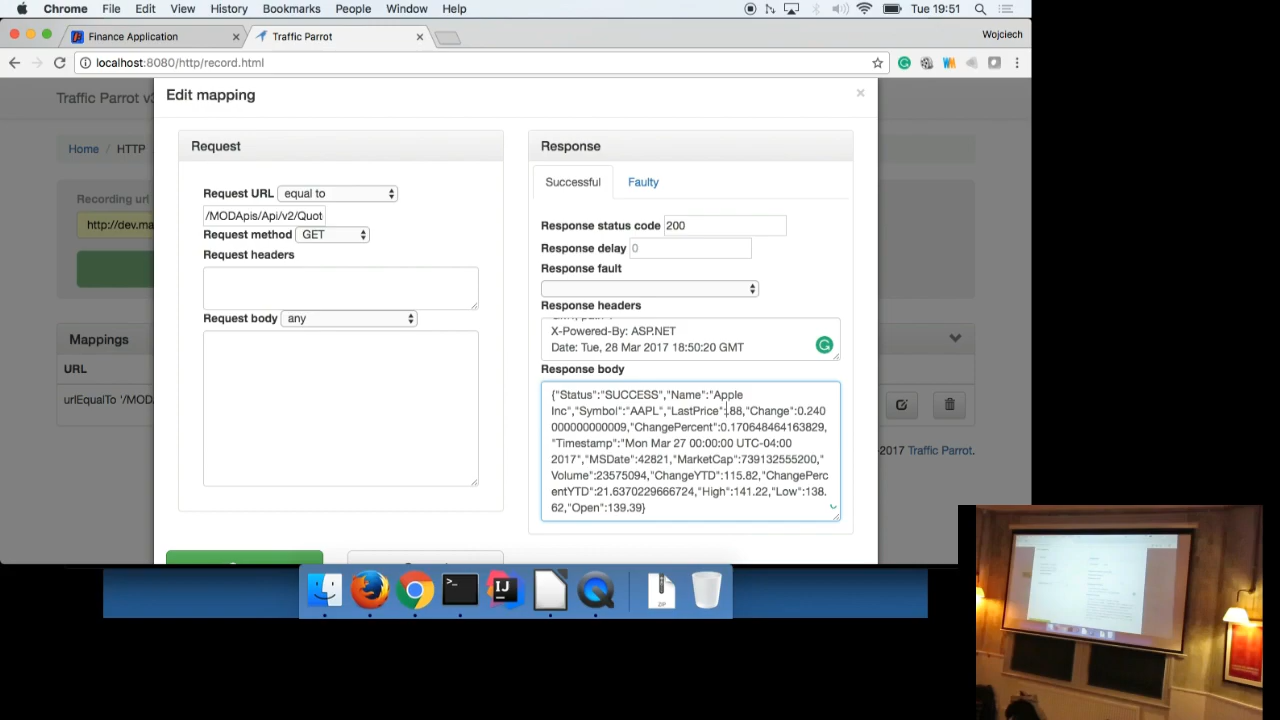 Chrome File Edit View History Bookmarks People Window Help Tue 19:51
Finance Application Traffic Parrot Wojciech
localhost:8080/http/record.html
Traffic Parrot
Edit mapping
Home HTTP
Recording url
http://dev.ma
Mappings
URL
urlEqualTo '/MOD
Request
Request URL equal to
/MODApis/Api/v2/Quot
Request method GET
Request headers
Request body any
Response
Successful Faulty
Response status code 200
Response delay 0
Response fault
Response headers
X-Powered-By: ASP.NET
Date: Tue, 28 Mar 2017 18:50:20 GMT
Response body
{"Status":"SUCCESS","Name":"Apple
Inc","Symbol":"AAPL","LastPrice":.88,"Change":0.240
000000000009,"ChangePercent":0.170648464163829,
"Timestamp":"Mon Mar 27 00:00:00 UTC-04:00
2017","MSDate":42821,"MarketCap":739132555200,"
Volume":23575094,"ChangeYTD":115.82,"ChangePerc
entYTD":21.6370229666724,"High":141.22,"Low":138.
62,"Open":139.39}
2017 Traffic Parrot.
IJ
ZIP